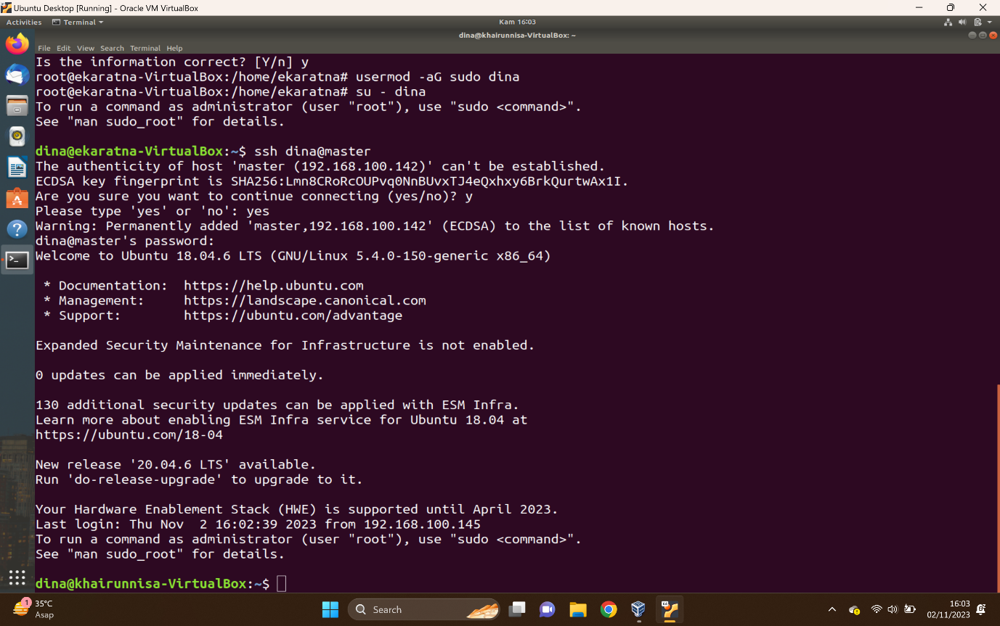 Ubuntu Desktop [Running] - Oracle VM VirtualBox
Activities Terminal Kam 16:03
dina@khairunnisa-VirtualBox: ~
File Edit View Search Terminal Help
Is the information correct? [Y/n] y
root@ekaratna-VirtualBox:/home/ekaratna# usermod -aG sudo dina
root@ekaratna-VirtualBox:/home/ekaratna# su - dina
To run a command as administrator (user "root"), use "sudo <command>".
See "man sudo_root" for details.
dina@ekaratna-VirtualBox:~$ ssh dina@master
The authenticity of host 'master (192.168.100.142)' can't be established.
ECDSA key fingerprint is SHA256:Lmn8CRoRcOUPvq0NnBUvxTJ4eQxhxy6BrkQurtwAx1I.
Are you sure you want to continue connecting (yes/no)? y
Please type 'yes' or 'no': yes
Warning: Permanently added 'master,192.168.100.142' (ECDSA) to the list of known hosts.
dina@master's password:
Welcome to Ubuntu 18.04.6 LTS (GNU/Linux 5.4.0-150-generic x86_64)
* Documentation: https://help.ubuntu.com
* Management: https://landscape.canonical.com
* Support: https://ubuntu.com/advantage
Expanded Security Maintenance for Infrastructure is not enabled.
0 updates can be applied immediately.
130 additional security updates can be applied with ESM Infra.
Learn more about enabling ESM Infra service for Ubuntu 18.04 at
https://ubuntu.com/18-04
New release '20.04.6 LTS' available.
Run 'do-release-upgrade' to upgrade to it.
Your Hardware Enablement Stack (HWE) is supported until April 2023.
Last login: Thu Nov  2 16:02:39 2023 from 192.168.100.145
To run a command as administrator (user "root"), use "sudo <command>".
See "man sudo_root" for details.
dina@khairunnisa-VirtualBox:~$
1 35°C
Asap
Search
16:03
02/11/2023